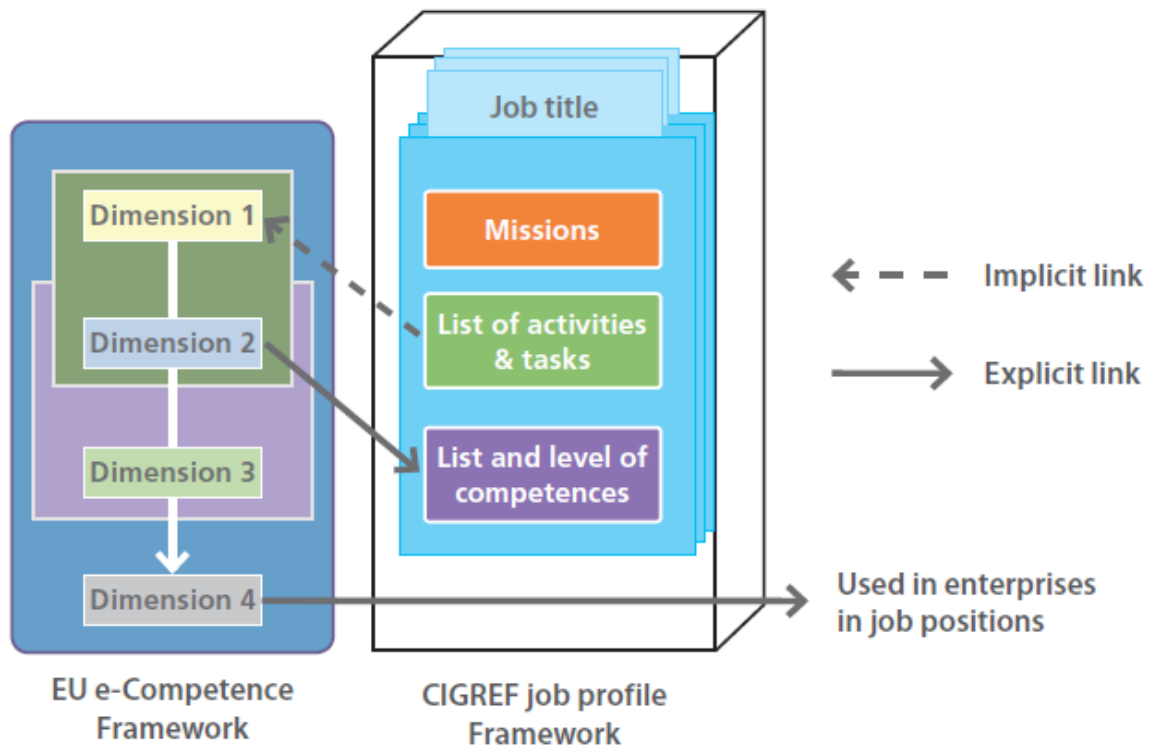 Job title
Dimension 1
Missions
Implicit link
List of activities
& tasks
Dimension 2
Explicit link
List and level of
competences
Dimension 3
Dimension 4
Used in enterprises
in job positions
EU e-Competence
Framework
CIGREF job profile
Framework